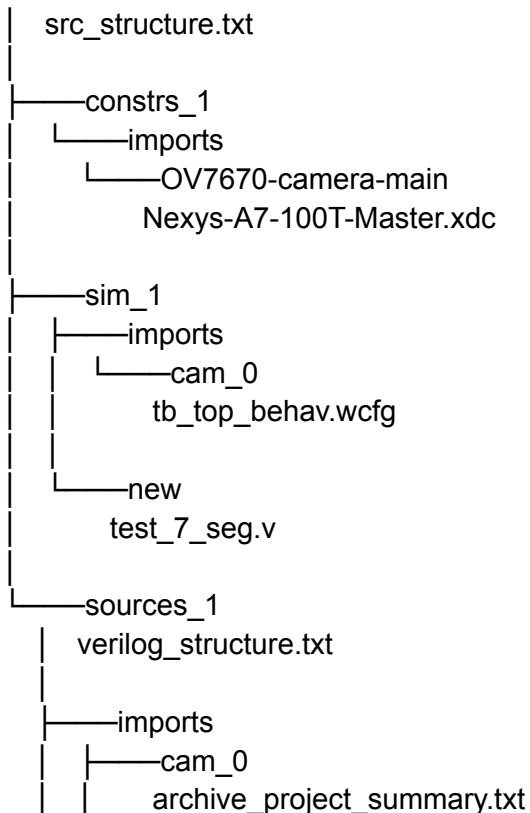 src_structure.txt
constrs_1
imports
OV7670-camera-main
Nexys-A7-100T-Master.xdc
sim_1
imports
cam_0
tb_top_behav.wcfg
new
test_7_seg.v
sources_1
verilog_structure.txt
imports
cam_0
archive_project_summary.txt